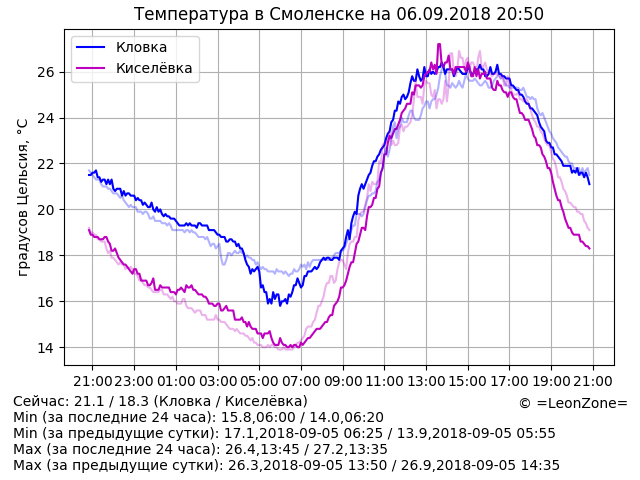 Температура в Смоленске на 06.09.2018 20:50
Кловка
Киселёвка
градусов Цельсия, °C
26
24
22
20
18
16
14
21:00 23:00 01:00 03:00 05:00 07:00 09:00 11:00 13:00 15:00 17:00 19:00 21:00
Сейчас: 21.1 / 18.3 (Кловка / Киселёвка)
© =LeonZone=
Min (за последние 24 часа): 15.8,06:00 / 14.0,06:20
Min (за предыдущие сутки): 17.1,2018-09-05 06:25 / 13.9,2018-09-05 05:55
Max (за последние 24 часа): 26.4,13:45 / 27.2,13:35
Max (за предыдущие сутки): 26.3,2018-09-05 13:50 / 26.9,2018-09-05 14:35